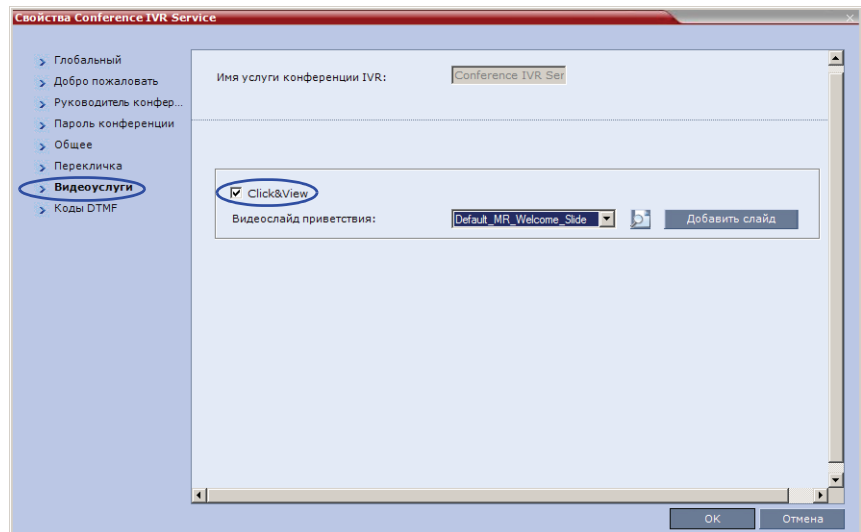 Свойства Conference IVR Service
Глобальный
Добро пожаловать
Руководитель конфер...
Пароль конференции
Общее
Перекличка
Видеоуслуги
Коды DTMF
Имя услуги конференции IVR: Conference IVR Ser
Click&View
Видеослайд приветствия: Default_MR_Welcome_Slide Добавить слайд
OK Отмена